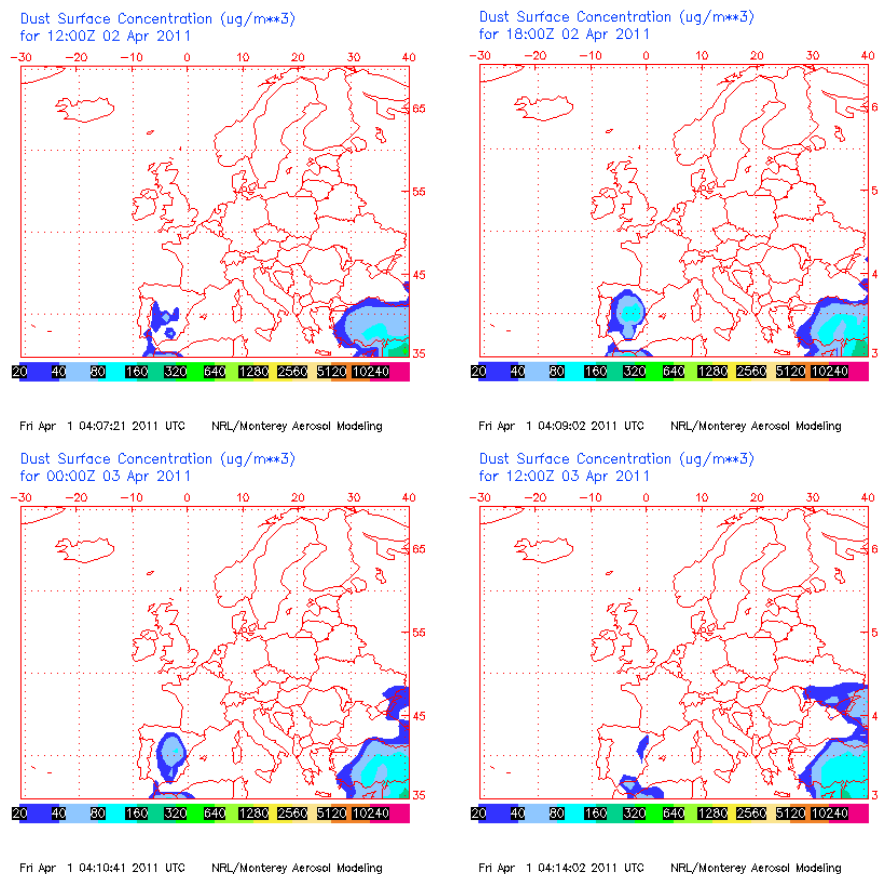 Dust Surface Concentration (ug/m**3)
for 12:00Z 02 Apr 2011
-30 -20 -10 0 10 20 30 40
65
55
45
35
20 40 80 160 320 640 1280 2560 5120 10240
Fri Apr 1 04:07:21 2011 UTC NRL/Monterey Aerosol Modeling
Dust Surface Concentration (ug/m**3)
for 18:00Z 02 Apr 2011
-30 -20 -10 0 10 20 30 40
6
5
4
3
20 40 80 160 320 640 1280 2560 5120 10240
Fri Apr 1 04:09:02 2011 UTC NRL/Monterey Aerosol Modeling
Dust Surface Concentration (ug/m**3)
for 00:00Z 03 Apr 2011
-30 -20 -10 0 10 20 30 40
65
55
45
35
20 40 80 160 320 640 1280 2560 5120 10240
Fri Apr 1 04:10:41 2011 UTC NRL/Monterey Aerosol Modeling
Dust Surface Concentration (ug/m**3)
for 12:00Z 03 Apr 2011
-30 -20 -10 0 10 20 30 40
6
5
4
3
20 40 80 160 320 640 1280 2560 5120 10240
Fri Apr 1 04:14:02 2011 UTC NRL/Monterey Aerosol Modeling